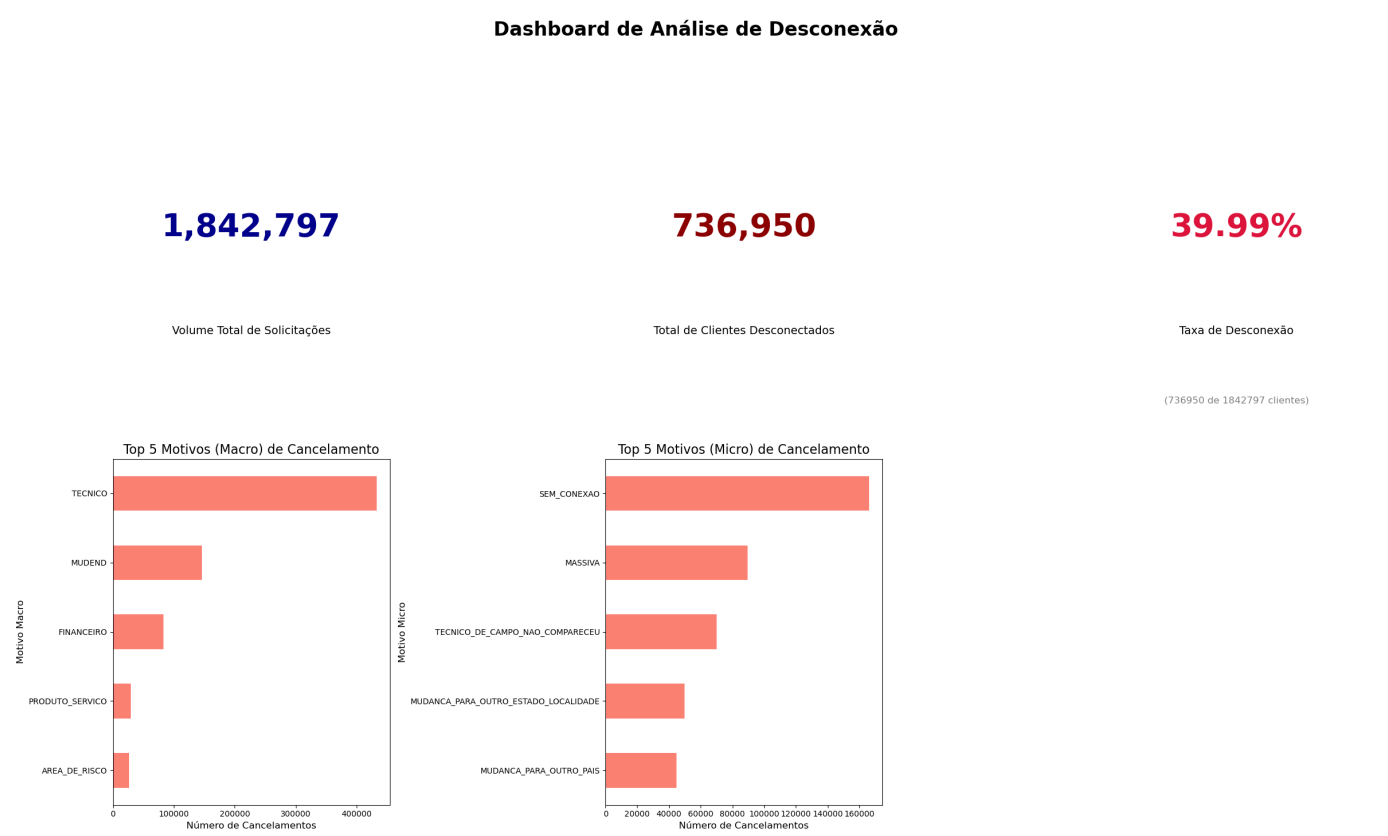 Dashboard de Análise de Desconexão
1,842,797
736,950
39.99%
Volume Total de Solicitações
Total de Clientes Desconectados
Taxa de Desconexão
(736950 de 1842797 clientes)
Top 5 Motivos (Macro) de Cancelamento
Motivo Macro
TECNICO
MUDEND
FINANCEIRO
PRODUTO_SERVICO
AREA_DE_RISCO
0 100000 200000 300000 400000
Número de Cancelamentos
Top 5 Motivos (Micro) de Cancelamento
Motivo Micro
SEM_CONEXAO
MASSIVA
TECNICO_DE_CAMPO_NAO_COMPARECEU
MUDANCA_PARA_OUTRO_ESTADO_LOCALIDADE
MUDANCA_PARA_OUTRO_PAIS
0 20000 40000 60000 80000 100000 120000 140000 160000
Número de Cancelamentos